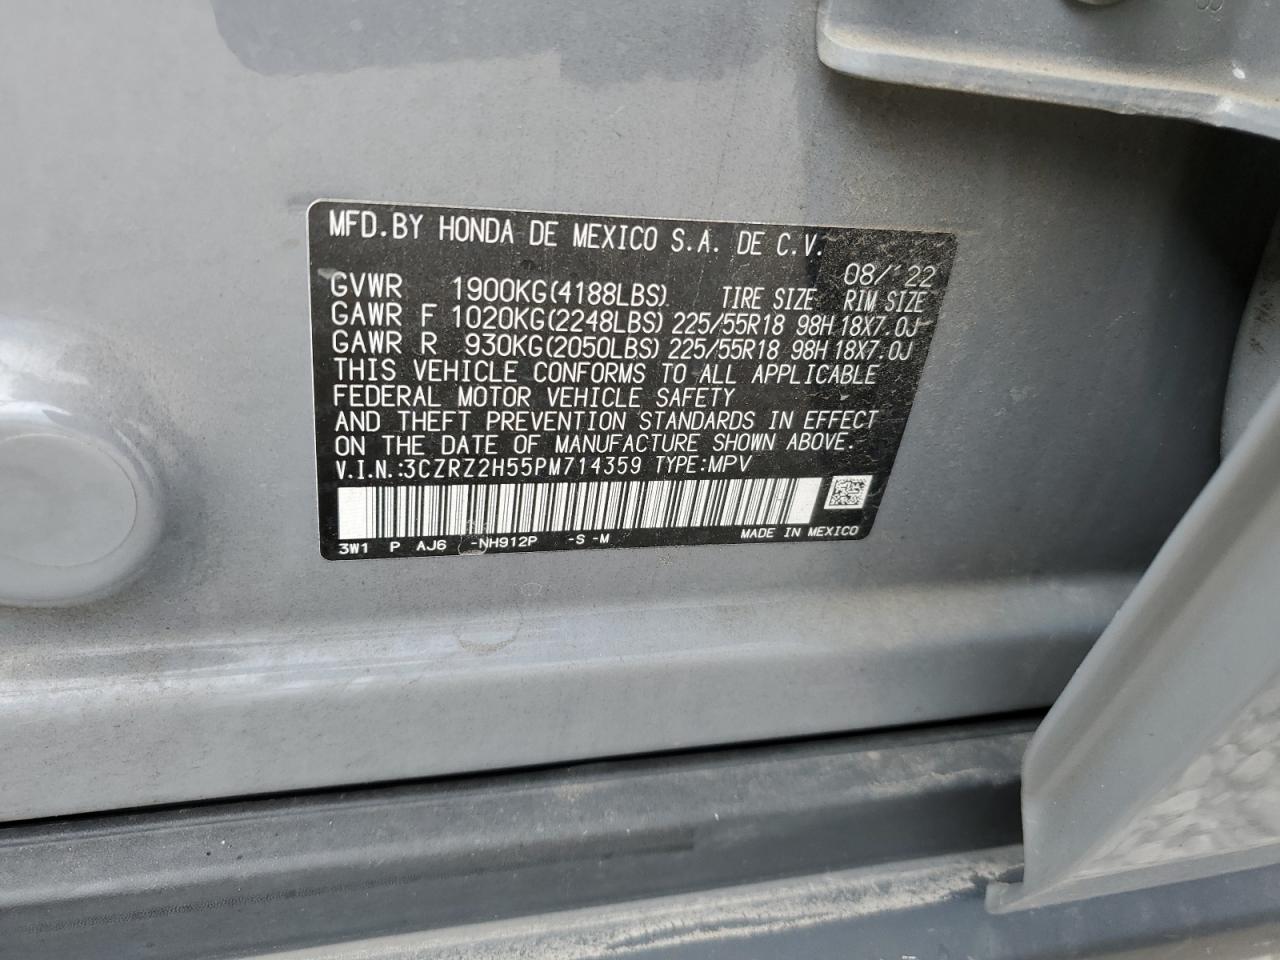 MFD.BY HONDA DE MEXICO S.A. DE C.V.
08/'22
GVWR 1900KG(4188LBS) TIRE SIZE RIM SIZE
GAWR F 1020KG(2248LBS) 225/55R18 98H 18X7.0J
GAWR R 930KG(2050LBS) 225/55R18 98H 18X7.0J
THIS VEHICLE CONFORMS TO ALL APPLICABLE
FEDERAL MOTOR VEHICLE SAFETY
AND THEFT PREVENTION STANDARDS IN EFFECT
ON THE DATE OF MANUFACTURE SHOWN ABOVE.
V.I.N.:3CZRZ2H55PM714359 TYPE:MPV
3W1 P AJ6 -NH912P -S -M MADE IN MEXICO